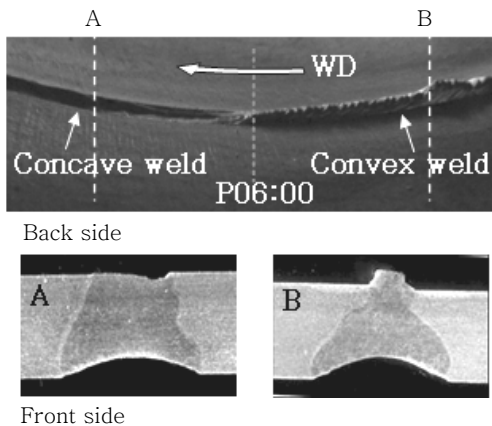 A B
WD
Concave weld Convex weld
P06:00
Back side
A B
Front side